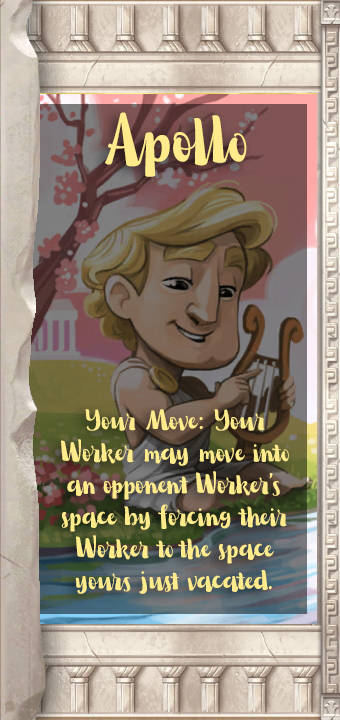 Apollo
Your Move: Your
Worker may move into
an opponent Worker's
space by forcing their
Worker to the space
yours just vacated.